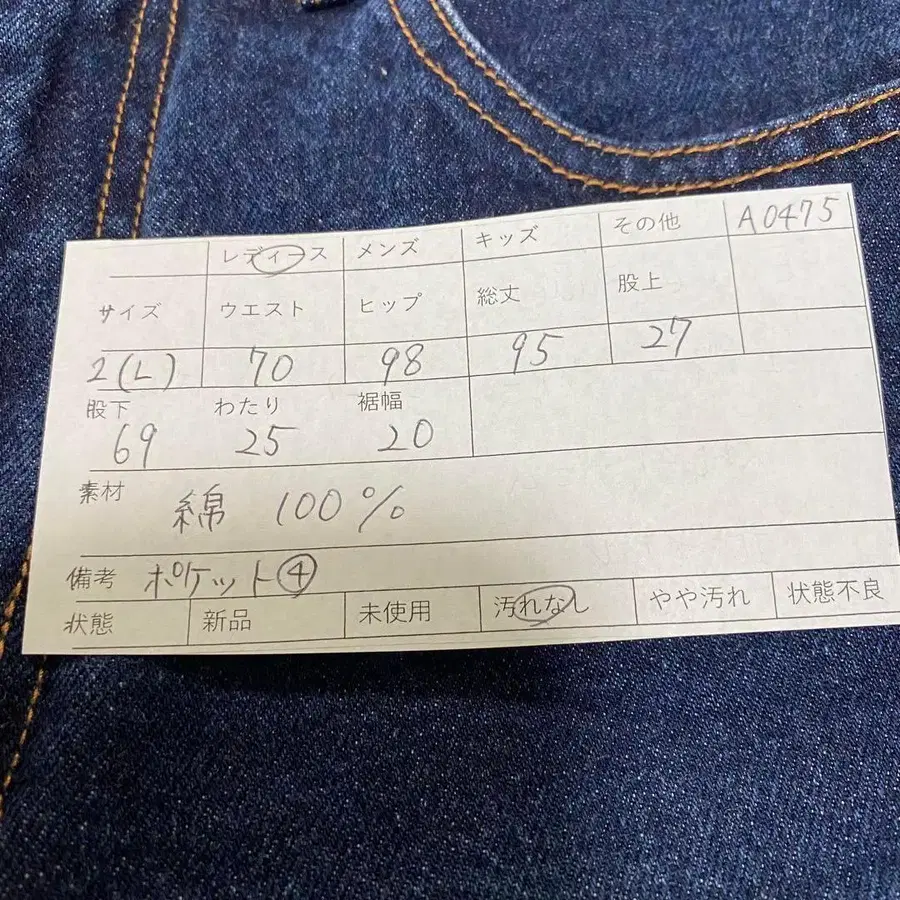 レディース メンズ キッズ その他 A0475
サイズ ウエスト ヒップ 総丈 股上
2(L) 70 98 95 27
股下 わたり 裾幅
69 25 20
素材 綿 100%
備考 ポケット④
状態 新品 未使用 汚れなし やや汚れ 状態不良